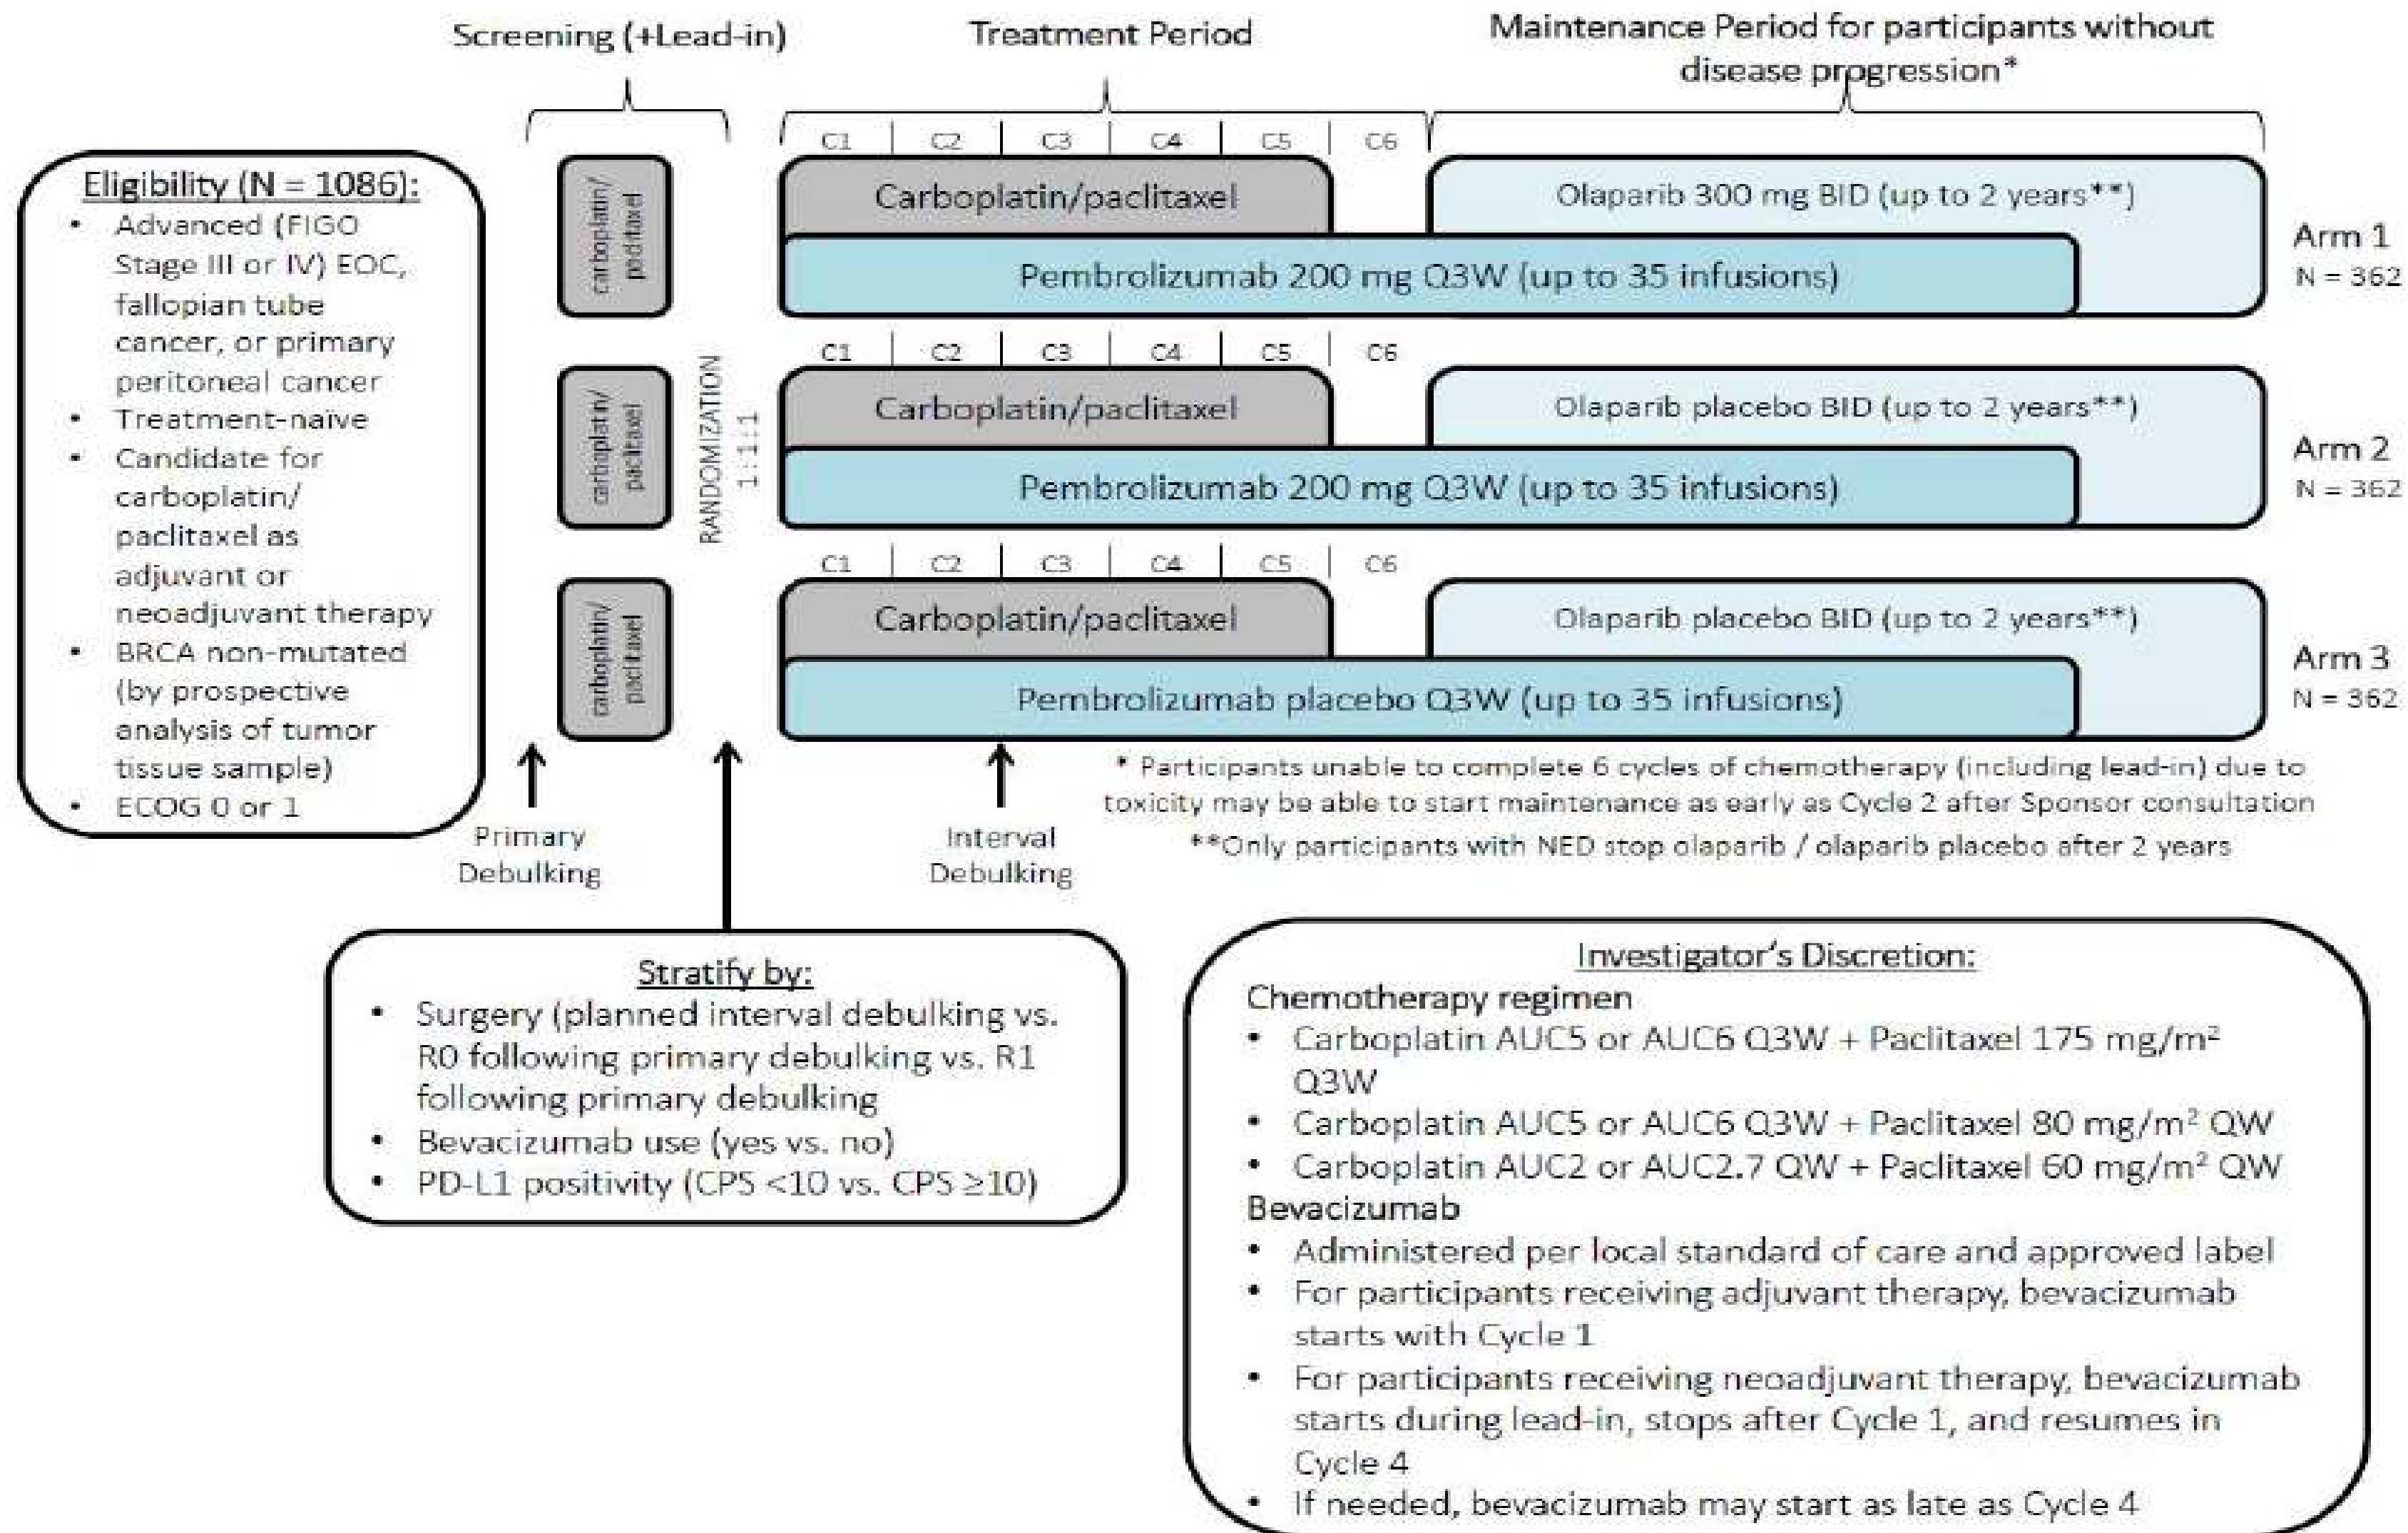 Screening (+Lead-in)
Treatment Period
Maintenance Period for participants without
disease progression*
Eligibility (N = 1086):
• Advanced (FIGO
Stage III or IV) EOC,
fallopian tube
cancer, or primary
peritoneal cancer
• Treatment-naïve
• Candidate for
carboplatin/
paclitaxel as
adjuvant or
neoadjuvant therapy
• BRCA non-mutated
(by prospective
analysis of tumor
tissue sample)
• ECOG 0 or 1
carboplatin/
paclitaxel
C1 C2 C3 C4 C5 C6
Carboplatin/paclitaxel
Olaparib 300 mg BID (up to 2 years**)
Pembrolizumab 200 mg Q3W (up to 35 infusions)
Arm 1
N = 362
carboplatin/
paclitaxel
RANDOMIZATION
1:1:1
C1 C2 C3 C4 C5 C6
Carboplatin/paclitaxel
Olaparib placebo BID (up to 2 years**)
Pembrolizumab 200 mg Q3W (up to 35 infusions)
Arm 2
N = 362
carboplatin/
paclitaxel
C1 C2 C3 C4 C5 C6
Carboplatin/paclitaxel
Olaparib placebo BID (up to 2 years**)
Pembrolizumab placebo Q3W (up to 35 infusions)
Arm 3
N = 362
Primary
Debulking
Interval
Debulking
* Participants unable to complete 6 cycles of chemotherapy (including lead-in) due to
toxicity may be able to start maintenance as early as Cycle 2 after Sponsor consultation
**Only participants with NED stop olaparib / olaparib placebo after 2 years
Stratify by:
• Surgery (planned interval debulking vs.
R0 following primary debulking vs. R1
following primary debulking
• Bevacizumab use (yes vs. no)
• PD-L1 positivity (CPS <10 vs. CPS ≥10)
Investigator's Discretion:
Chemotherapy regimen
• Carboplatin AUC5 or AUC6 Q3W + Paclitaxel 175 mg/m²
Q3W
• Carboplatin AUC5 or AUC6 Q3W + Paclitaxel 80 mg/m² QW
• Carboplatin AUC2 or AUC2.7 QW + Paclitaxel 60 mg/m² QW
Bevacizumab
• Administered per local standard of care and approved label
• For participants receiving adjuvant therapy, bevacizumab
starts with Cycle 1
• For participants receiving neoadjuvant therapy, bevacizumab
starts during lead-in, stops after Cycle 1, and resumes in
Cycle 4
• If needed, bevacizumab may start as late as Cycle 4